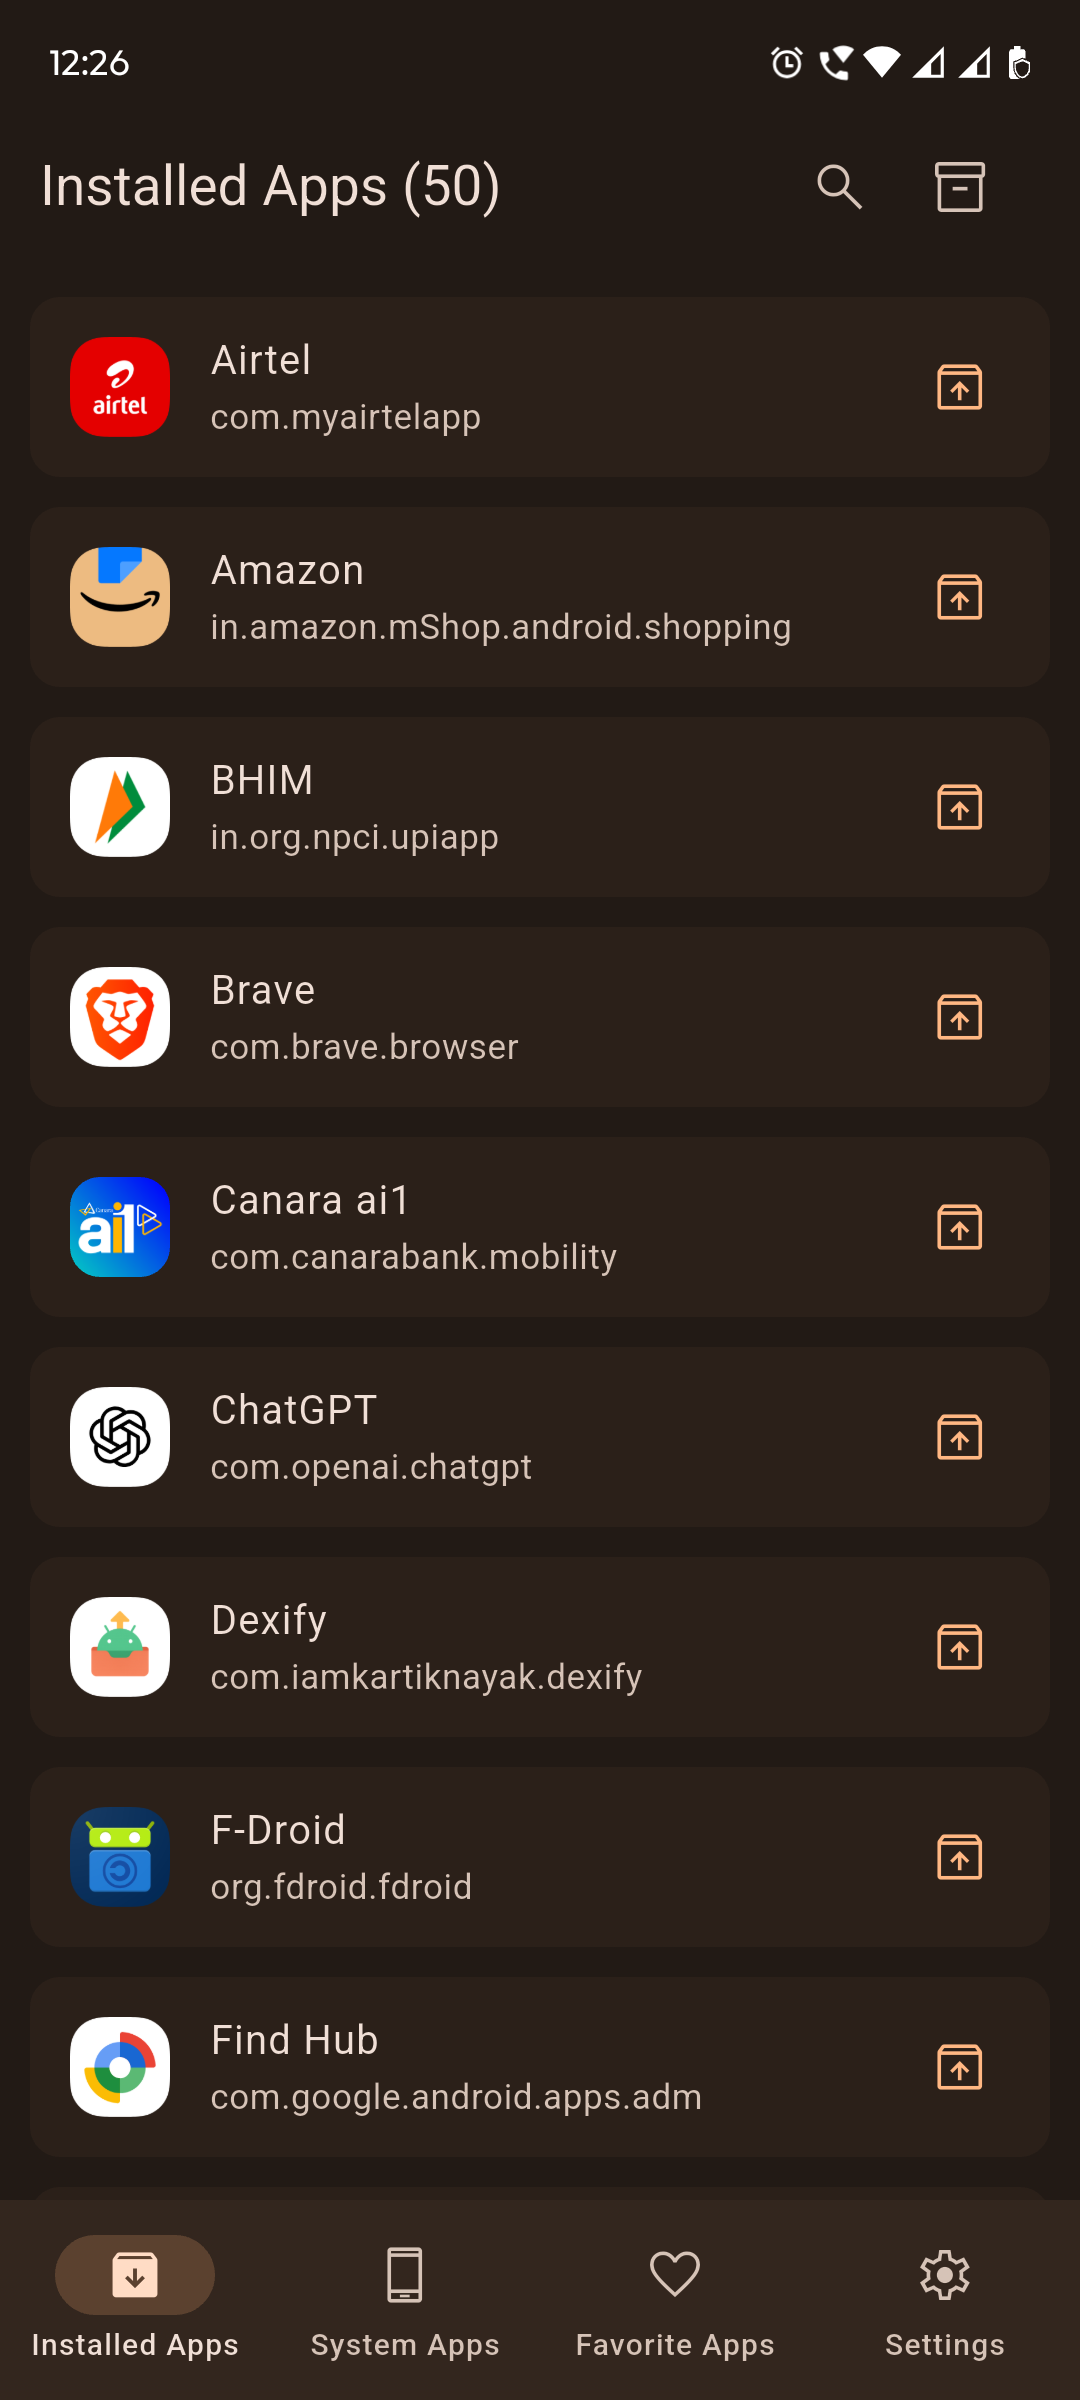 12:26
Installed Apps (50)
airtel
Airtel
com.myairtelapp
Amazon
in.amazon.mShop.android.shopping
BHIM
in.org.npci.upiapp
Brave
com.brave.browser
Canara
ai1
Canara ai1
com.canarabank.mobility
ChatGPT
com.openai.chatgpt
Dexify
com.iamkartiknayak.dexify
F-Droid
org.fdroid.fdroid
Find Hub
com.google.android.apps.adm
Installed Apps
System Apps
Favorite Apps
Settings